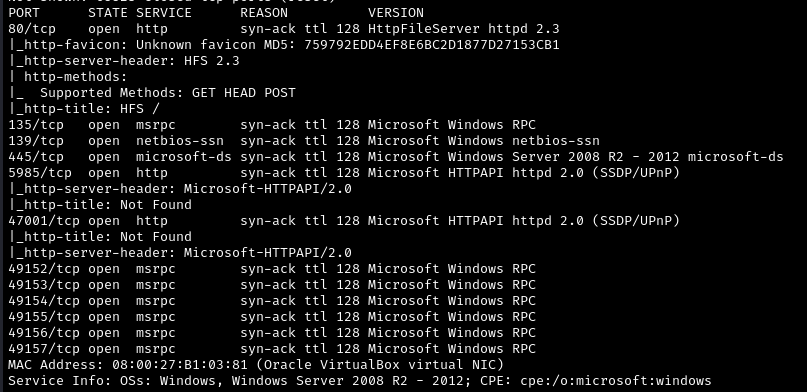 PORT      STATE SERVICE      REASON          VERSION
80/tcp    open  http         syn-ack ttl 128 HttpFileServer httpd 2.3
|_http-favicon: Unknown favicon MD5: 759792EDD4EF8E6BC2D1877D27153CB1
|_http-server-header: HFS 2.3
| http-methods:
|_  Supported Methods: GET HEAD POST
|_http-title: HFS /
135/tcp   open  msrpc        syn-ack ttl 128 Microsoft Windows RPC
139/tcp   open  netbios-ssn  syn-ack ttl 128 Microsoft Windows netbios-ssn
445/tcp   open  microsoft-ds syn-ack ttl 128 Microsoft Windows Server 2008 R2 - 2012 microsoft-ds
5985/tcp  open  http         syn-ack ttl 128 Microsoft HTTPAPI httpd 2.0 (SSDP/UPnP)
|_http-server-header: Microsoft-HTTPAPI/2.0
|_http-title: Not Found
47001/tcp open  http         syn-ack ttl 128 Microsoft HTTPAPI httpd 2.0 (SSDP/UPnP)
|_http-title: Not Found
|_http-server-header: Microsoft-HTTPAPI/2.0
49152/tcp open  msrpc        syn-ack ttl 128 Microsoft Windows RPC
49153/tcp open  msrpc        syn-ack ttl 128 Microsoft Windows RPC
49154/tcp open  msrpc        syn-ack ttl 128 Microsoft Windows RPC
49155/tcp open  msrpc        syn-ack ttl 128 Microsoft Windows RPC
49156/tcp open  msrpc        syn-ack ttl 128 Microsoft Windows RPC
49157/tcp open  msrpc        syn-ack ttl 128 Microsoft Windows RPC
MAC Address: 08:00:27:B1:03:81 (Oracle VirtualBox virtual NIC)
Service Info: OSs: Windows, Windows Server 2008 R2 - 2012; CPE: cpe:/o:microsoft:windows